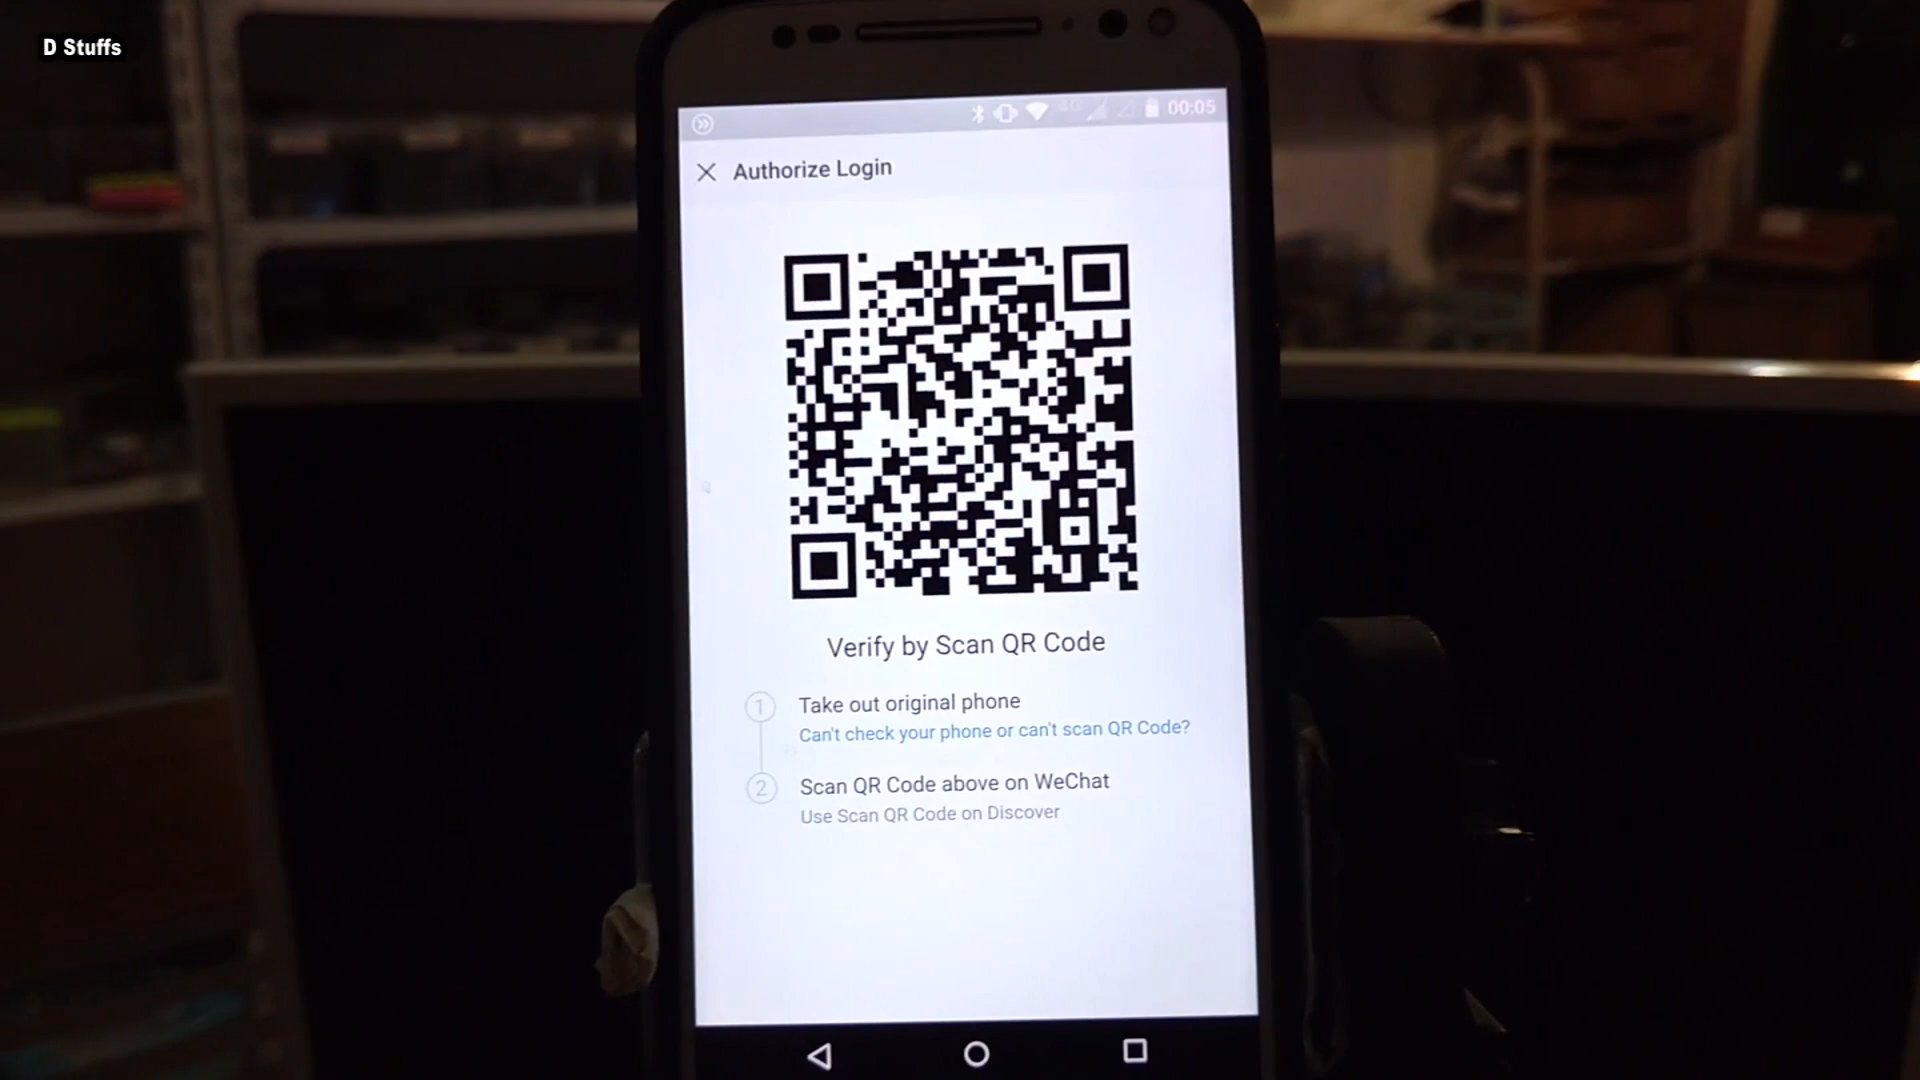 D Stuffs
4G 00:05
Authorize Login
Verify by Scan QR Code
1 Take out original phone
Can't check your phone or can't scan QR Code?
2 Scan QR Code above on WeChat
Use Scan QR Code on Discover